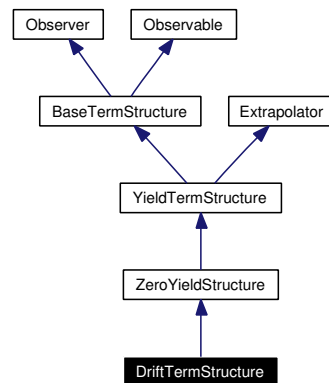 Observer
Observable
BaseTermStructure
Extrapolator
YieldTermStructure
ZeroYieldStructure
DriftTermStructure